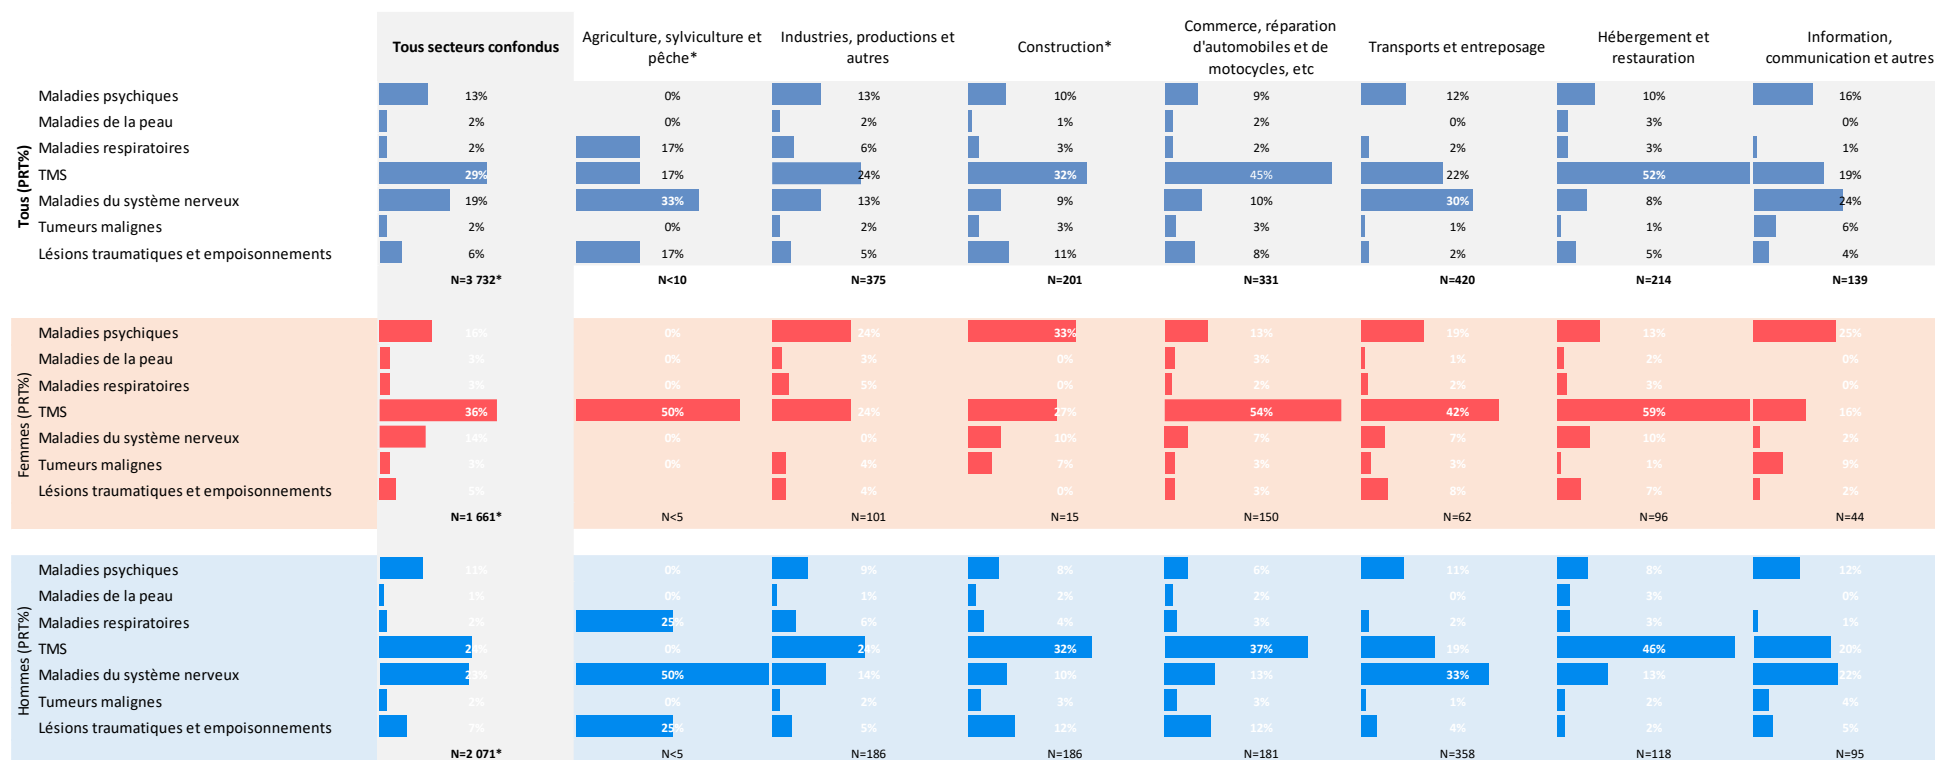 Tous secteurs confondus
Agriculture, sylviculture et pêche*
Industries, productions et autres
Construction*
Commerce, réparation d'automobiles et de motocycles, etc
Transports et entreposage
Hébergement et restauration
Information, communication et autres
Tous (PRT%)
Maladies psychiques 13% 0% 13% 10% 9% 12% 10% 16%
Maladies de la peau 2% 0% 2% 1% 2% 0% 3% 0%
Maladies respiratoires 2% 17% 6% 3% 2% 2% 3% 1%
TMS 29% 17% 24% 32% 45% 22% 52% 19%
Maladies du système nerveux 19% 33% 13% 9% 10% 30% 8% 24%
Tumeurs malignes 2% 0% 2% 3% 3% 1% 1% 6%
Lésions traumatiques et empoisonnements 6% 17% 5% 11% 8% 2% 5% 4%
N=3 732* N<10 N=375 N=201 N=331 N=420 N=214 N=139
Femmes (PRT%)
Maladies psychiques 16% 0% 24% 33% 13% 19% 13% 25%
Maladies de la peau 3% 0% 3% 0% 3% 1% 2% 0%
Maladies respiratoires 3% 0% 5% 0% 2% 2% 3% 0%
TMS 36% 50% 24% 27% 54% 42% 59% 16%
Maladies du système nerveux 14% 0% 0% 10% 7% 7% 10% 2%
Tumeurs malignes 3% 0% 4% 7% 3% 3% 1% 9%
Lésions traumatiques et empoisonnements 5% 4% 0% 3% 8% 7% 2%
N=1 661* N<5 N=101 N=15 N=150 N=62 N=96 N=44
Hommes (PRT%)
Maladies psychiques 11% 0% 9% 8% 6% 11% 8% 12%
Maladies de la peau 1% 0% 1% 2% 2% 0% 3% 0%
Maladies respiratoires 2% 25% 6% 4% 3% 2% 3% 1%
TMS 0% 24% 32% 37% 19% 46% 20%
Maladies du système nerveux 50% 14% 10% 13% 33% 13% 22%
Tumeurs malignes 2% 0% 2% 3% 3% 1% 2% 4%
Lésions traumatiques et empoisonnements 7% 25% 5% 12% 12% 4% 2% 5%
N=2 071* N<5 N=186 N=186 N=181 N=358 N=118 N=95